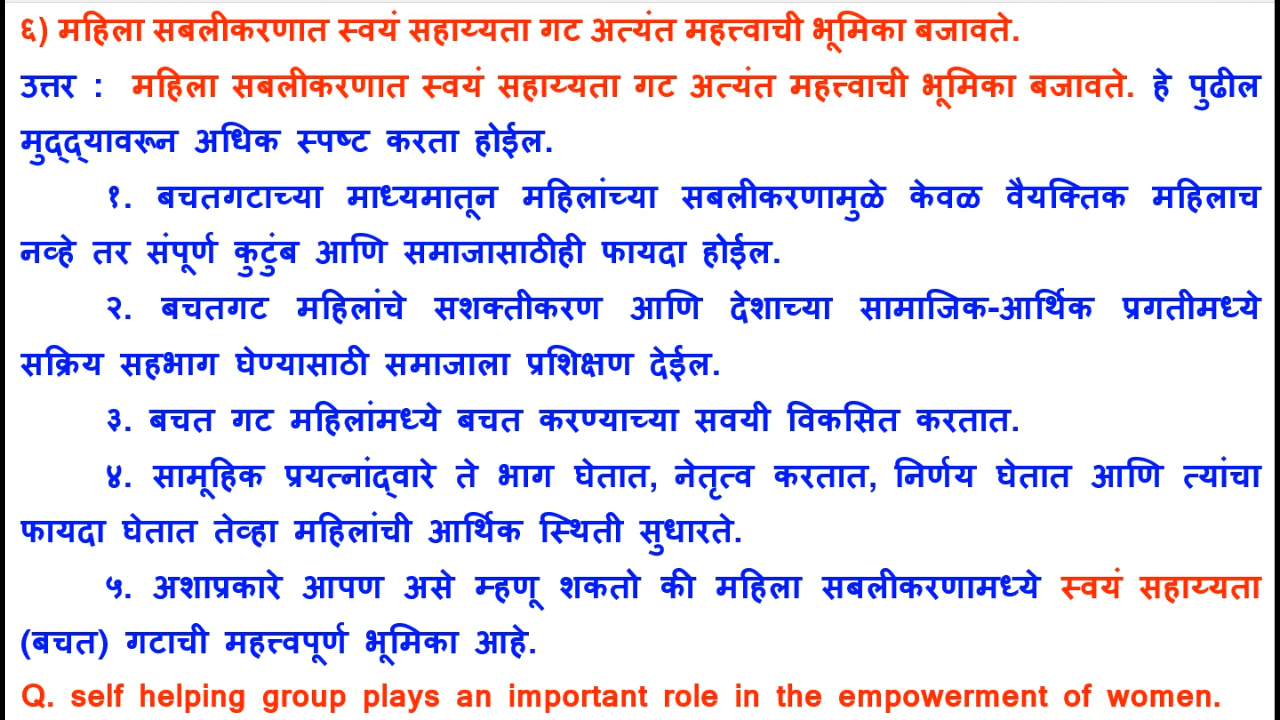 ६) महिला सबलीकरणात स्वयं सहाय्यता गट अत्यंत महत्त्वाची भूमिका बजावते.
उत्तर : महिला सबलीकरणात स्वयं सहाय्यता गट अत्यंत महत्त्वाची भूमिका बजावते. हे पुढील
मुद्द्यावरून अधिक स्पष्ट करता होईल.
१. बचतगटाच्या माध्यमातून महिलांच्या सबलीकरणामुळे केवळ वैयक्तिक महिलाच
नव्हे तर संपूर्ण कुटुंब आणि समाजासाठीही फायदा होईल.
२. बचतगट महिलांचे सशक्तीकरण आणि देशाच्या सामाजिक-आर्थिक प्रगतीमध्ये
सक्रिय सहभाग घेण्यासाठी समाजाला प्रशिक्षण देईल.
३. बचत गट महिलांमध्ये बचत करण्याच्या सवयी विकसित करतात.
४. सामूहिक प्रयत्नांद्वारे ते भाग घेतात, नेतृत्व करतात, निर्णय घेतात आणि त्यांचा
फायदा घेतात तेव्हा महिलांची आर्थिक स्थिती सुधारते.
५. अशाप्रकारे आपण असे म्हणू शकतो की महिला सबलीकरणामध्ये स्वयं सहाय्यता
(बचत) गटाची महत्त्वपूर्ण भूमिका आहे.
Q. self helping group plays an important role in the empowerment of women.